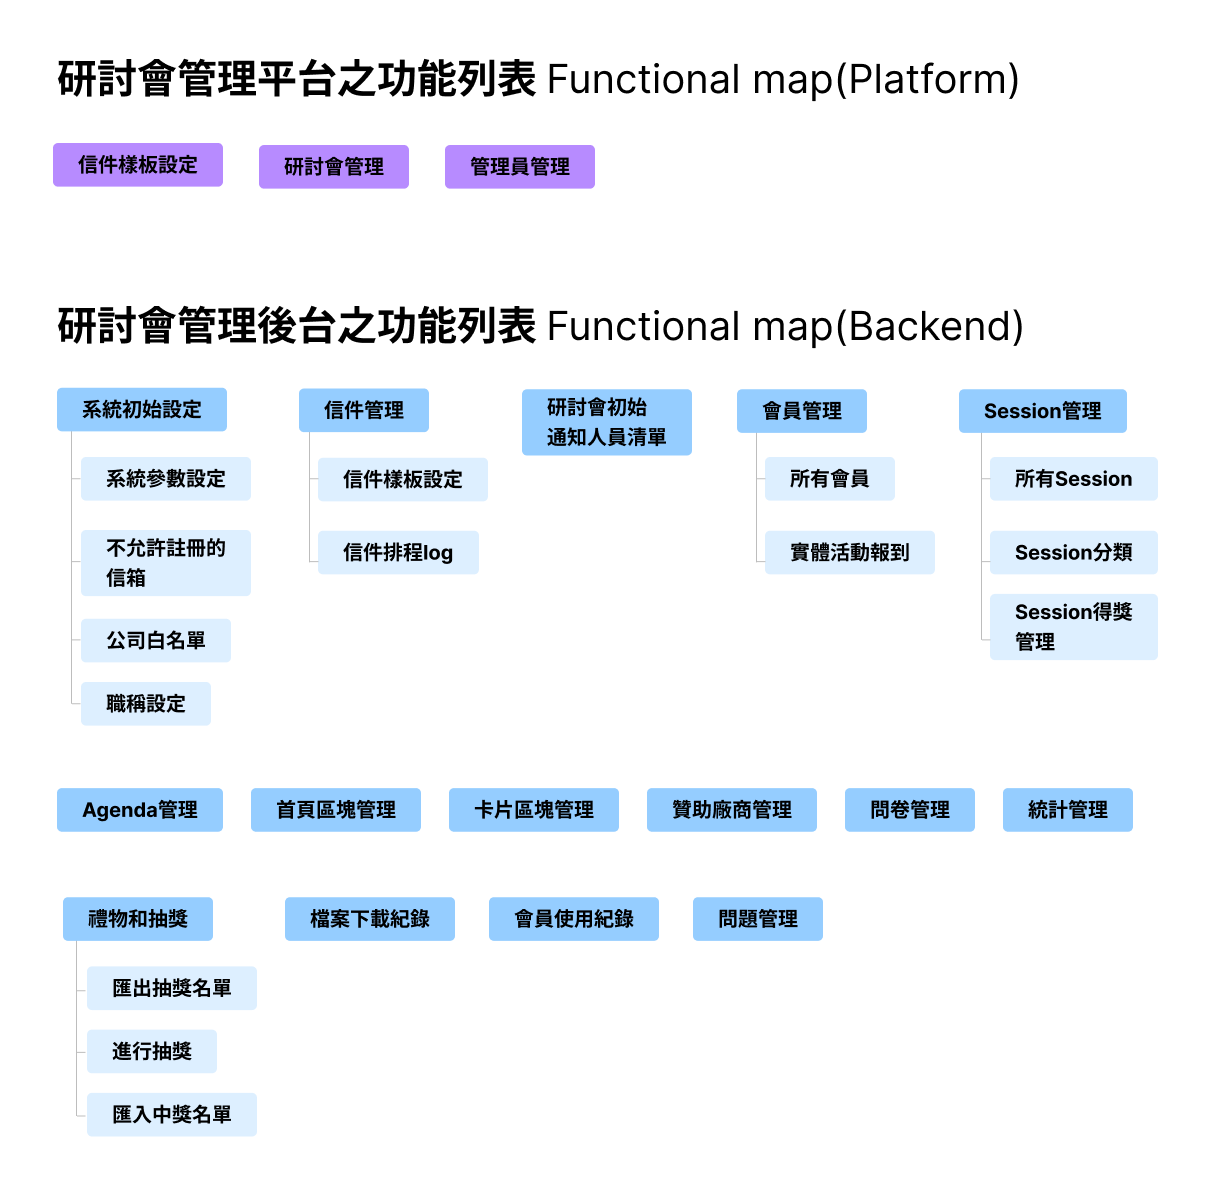 研討會管理平台之功能列表 Functional map(Platform)
信件樣板設定
研討會管理
管理員管理
研討會管理後台之功能列表 Functional map(Backend)
系統初始設定
系統參數設定
不允許註冊的
信箱
公司白名單
職稱設定
信件管理
信件樣板設定
信件排程log
研討會初始
通知人員清單
會員管理
所有會員
實體活動報到
Session管理
所有Session
Session分類
Session得獎
管理
Agenda管理
首頁區塊管理
卡片區塊管理
贊助廠商管理
問卷管理
統計管理
禮物和抽獎
匯出抽獎名單
進行抽獎
匯入中獎名單
檔案下載紀錄
會員使用紀錄
問題管理